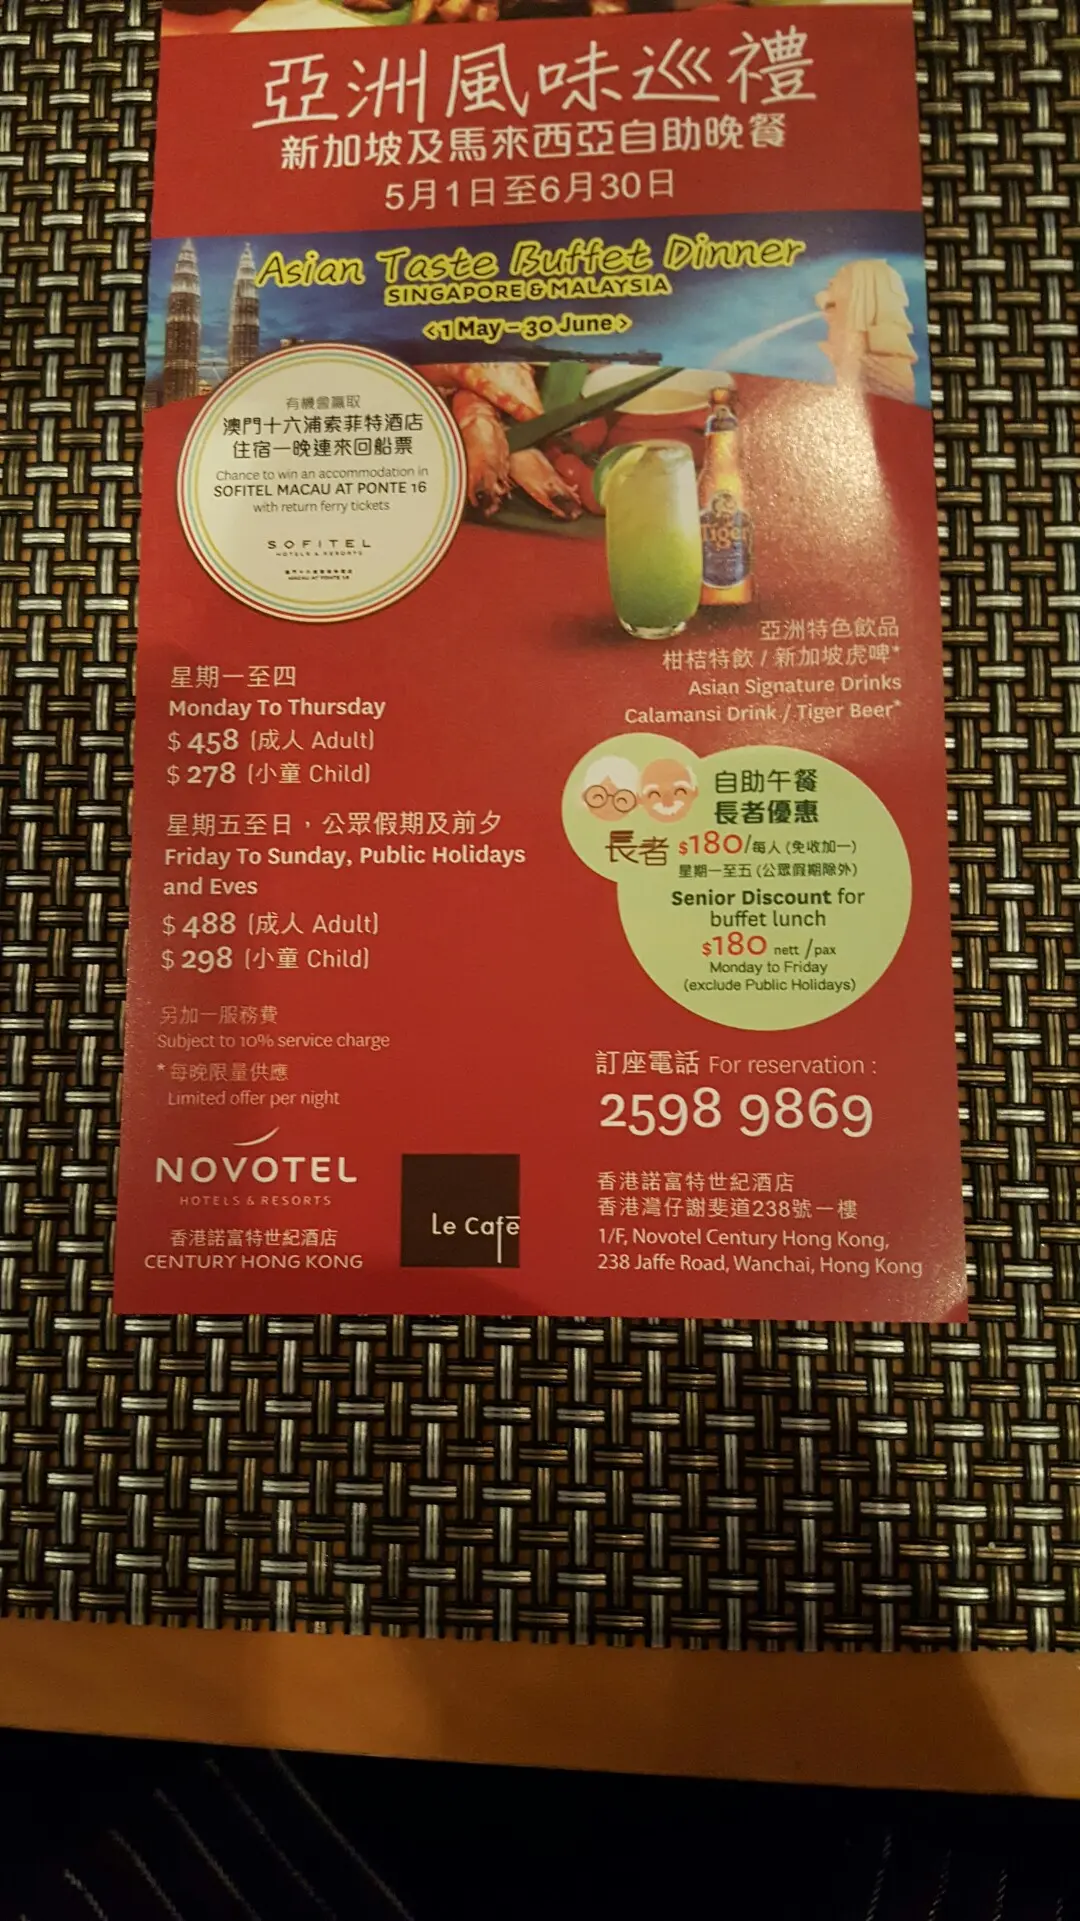 亞洲風味巡禮
新加坡及馬來西亞自助晚餐
5月1日至6月30日
Asian Taste Buffet Dinner
SINGAPORE & MALAYSIA
<1 May – 30 June>
有機會贏取
澳門十六浦索菲特酒店
住宿一晚連來回船票
Chance to win an accommodation in
SOFITEL MACAU AT PONTE 16
with return ferry tickets
SOFITEL
HOTELS & RESORTS
MACAU AT PONTE 16
Tiger
亞洲特色飲品
柑桔特飲 / 新加坡虎啤*
Asian Signature Drinks
Calamansi Drink / Tiger Beer*
星期一至四
Monday To Thursday
$ 458 (成人 Adult)
$ 278 (小童 Child)
星期五至日，公眾假期及前夕
Friday To Sunday, Public Holidays
and Eves
$ 488 (成人 Adult)
$ 298 (小童 Child)
另加一服務費
Subject to 10% service charge
*每晚限量供應
Limited offer per night
自助午餐
長者優惠
長者 $180/每人 (免收加一)
星期一至五 (公眾假期除外)
Senior Discount for
buffet lunch
$180 nett /pax
Monday to Friday
(exclude Public Holidays)
訂座電話 For reservation :
2598 9869
NOVOTEL
HOTELS & RESORTS
香港諾富特世紀酒店
CENTURY HONG KONG
Le Café
香港諾富特世紀酒店
香港灣仔謝斐道238號一樓
1/F, Novotel Century Hong Kong,
238 Jaffe Road, Wanchai, Hong Kong